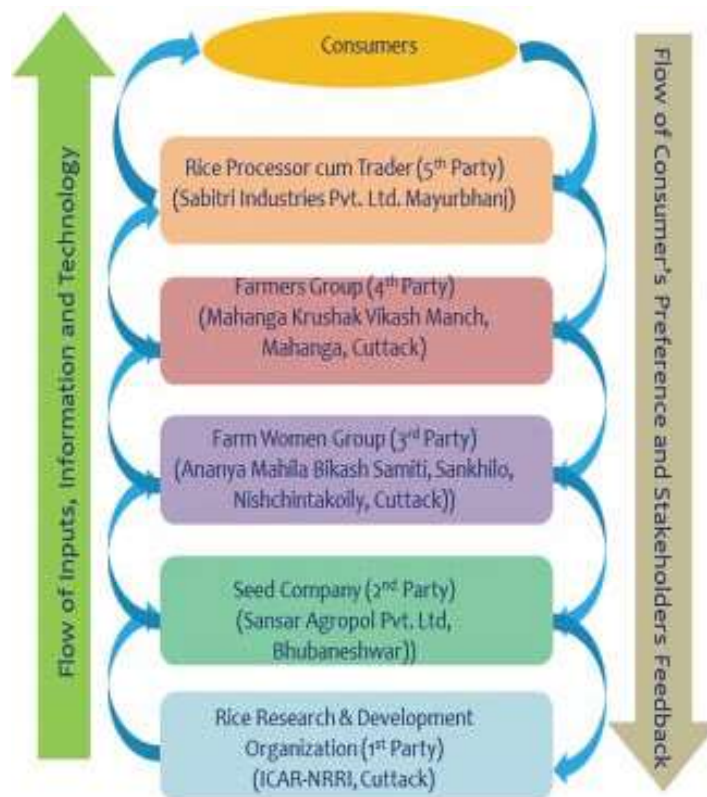 Consumers
Rice Processor cum Trader (5th Party)
(Sabitri Industries Pvt. Ltd. Mayurbhanj)
Farmers Group (4th Party)
(Mahanga Krushak Vikash Manch,
Mahanga, Cuttack)
Farm Women Group (3rd Party)
(Ananya Mahila Bikash Samiti, Sankhilo,
Nishchintakoily, Cuttack))
Seed Company (2nd Party)
(Sansar Agropol Pvt. Ltd,
Bhubaneshwar))
Rice Research & Development
Organization (1st Party)
(ICAR-NRRI, Cuttack)
Flow of Inputs, Information and Technology
Flow of Consumer's Preference and Stakeholders Feedback